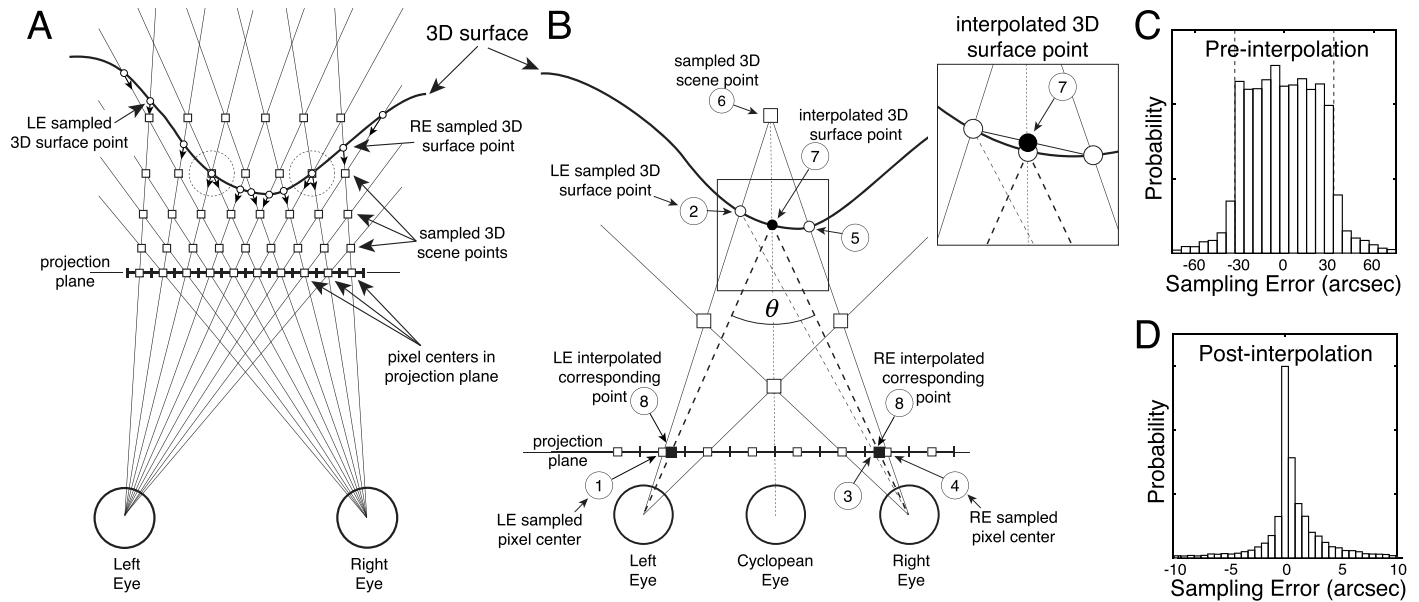 A
3D surface
LE sampled
3D surface point
RE sampled 3D
surface point
sampled 3D
scene points
projection
plane
pixel centers in
projection plane
Left
Eye
Right
Eye
B
sampled 3D
scene point
6
interpolated 3D
surface point
7
LE sampled 3D
surface point
2
5
θ
LE interpolated
corresponding
point
8
RE interpolated
corresponding
point
8
projection
plane
1
3
4
LE sampled
pixel center
RE sampled
pixel center
Left
Eye
Cyclopean
Eye
Right
Eye
interpolated 3D
surface point
7
C
Pre-interpolation
Probability
-60 -30 0 30 60
Sampling Error (arcsec)
D
Post-interpolation
Probability
-10 -5 0 5 10
Sampling Error (arcsec)